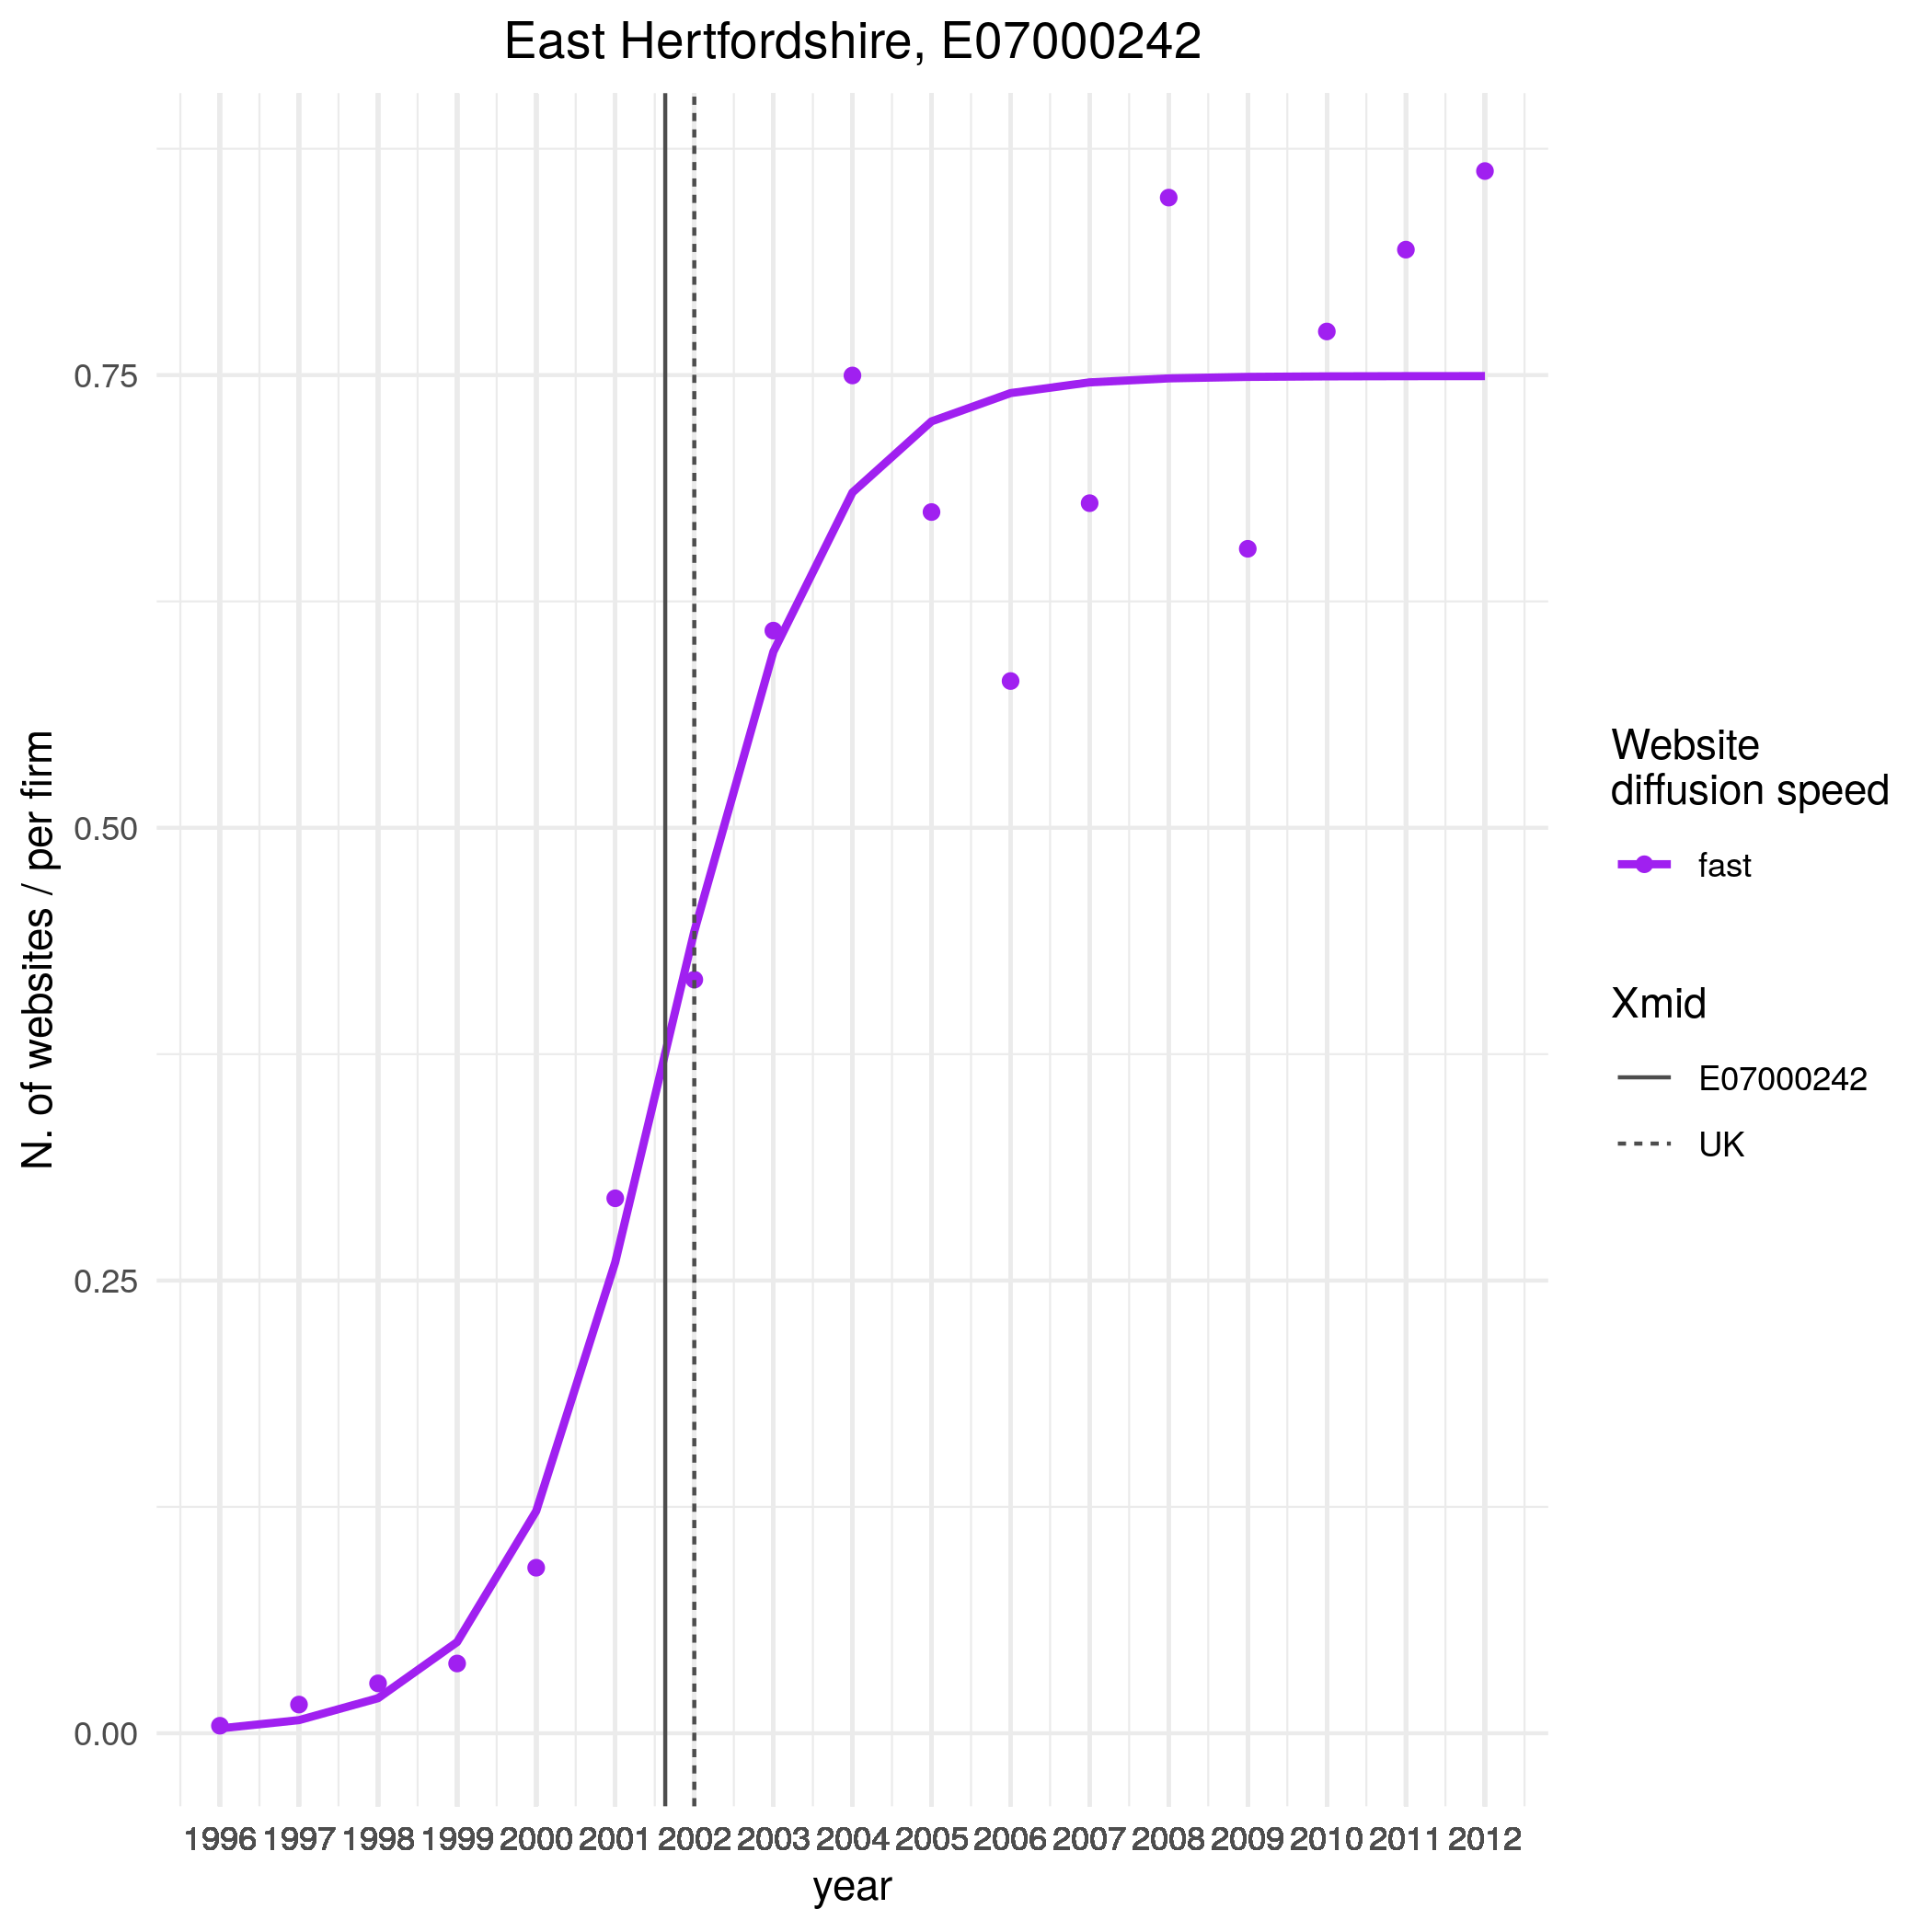 East Hertfordshire, E07000242
N. of websites / per firm
0.75
0.50
0.25
0.00
1996 1997 1998 1999 2000 2001 2002 2003 2004 2005 2006 2007 2008 2009 2010 2011 2012
year
Website
diffusion speed
fast
Xmid
E07000242
UK